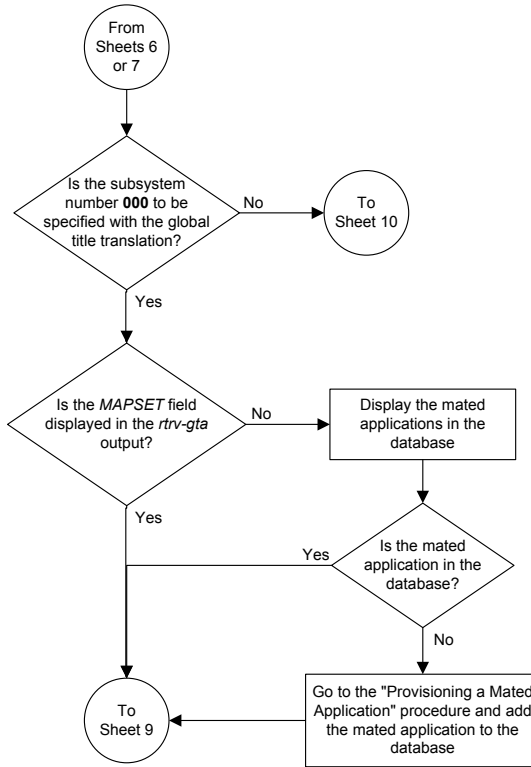 From
Sheets 6
or 7
Is the subsystem
number 000 to be
specified with the global
title translation?
No
To
Sheet 10
Yes
Is the MAPSET field
displayed in the rtrv-gta
output?
No
Display the mated
applications in the
database
Yes
Yes
Is the mated
application in the
database?
No
To
Sheet 9
Go to the "Provisioning a Mated
Application" procedure and add
the mated application to the
database